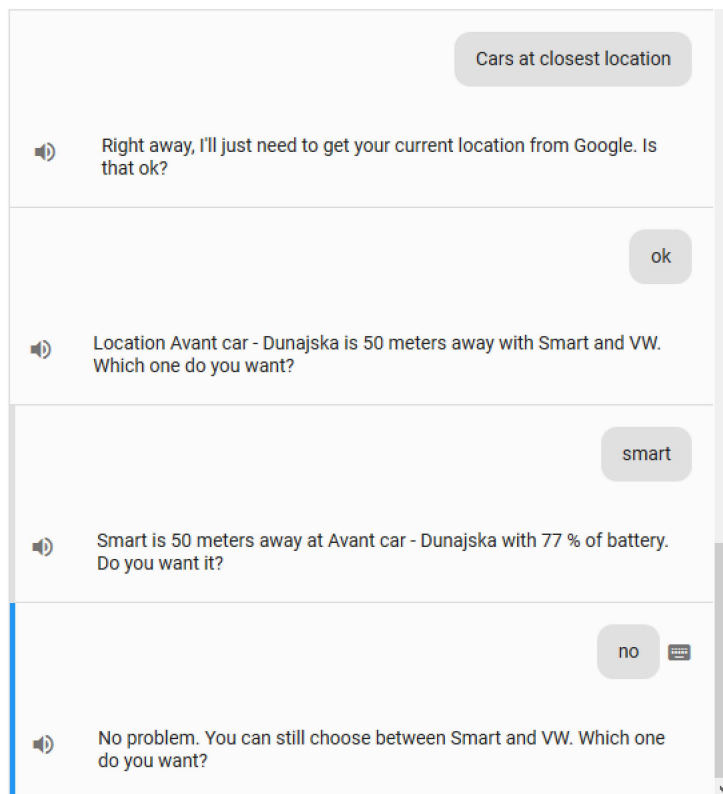 Cars at closest location
Right away, I'll just need to get your current location from Google. Is
that ok?
ok
Location Avant car - Dunajska is 50 meters away with Smart and VW.
Which one do you want?
smart
Smart is 50 meters away at Avant car - Dunajska with 77 % of battery.
Do you want it?
no
No problem. You can still choose between Smart and VW. Which one
do you want?